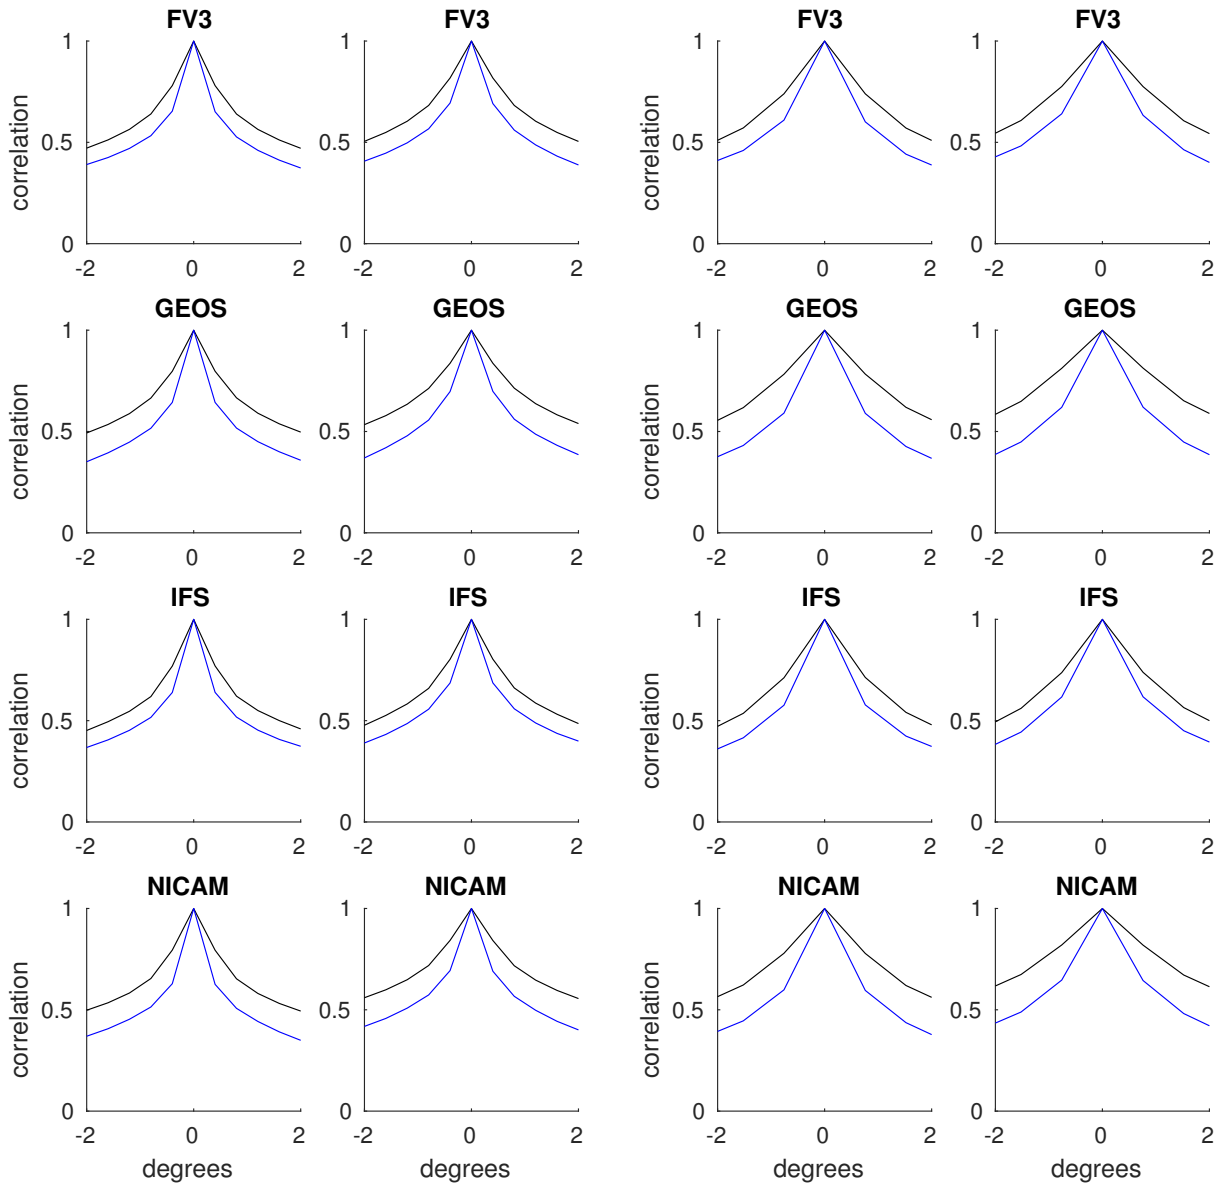 FV3 FV3 FV3 FV3
1 1 1 1
correlation correlation
0.5 0.5 0.5 0.5
0 0 0 0
-2 0 2 -2 0 2 -2 0 2 -2 0 2
GEOS GEOS GEOS GEOS
1 1 1 1
correlation correlation
0.5 0.5 0.5 0.5
0 0 0 0
-2 0 2 -2 0 2 -2 0 2 -2 0 2
IFS IFS IFS IFS
1 1 1 1
correlation correlation
0.5 0.5 0.5 0.5
0 0 0 0
-2 0 2 -2 0 2 -2 0 2 -2 0 2
NICAM NICAM NICAM NICAM
1 1 1 1
correlation correlation
0.5 0.5 0.5 0.5
0 0 0 0
-2 0 2 -2 0 2 -2 0 2 -2 0 2
degrees degrees degrees degrees